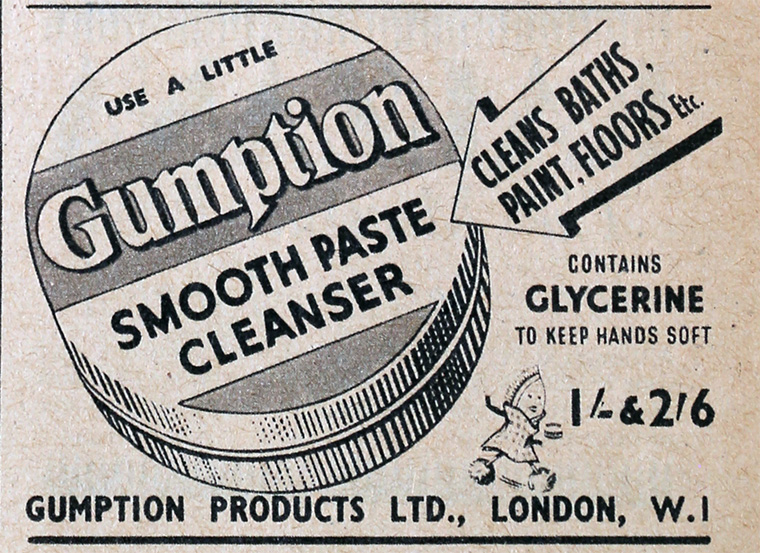 USE A LITTLE
Gumption
SMOOTH PASTE
CLEANSER
CLEANS BATHS,
PAINT, FLOORS Etc.
CONTAINS
GLYCERINE
TO KEEP HANDS SOFT
1/- & 2/6
GUMPTION PRODUCTS LTD., LONDON, W.1